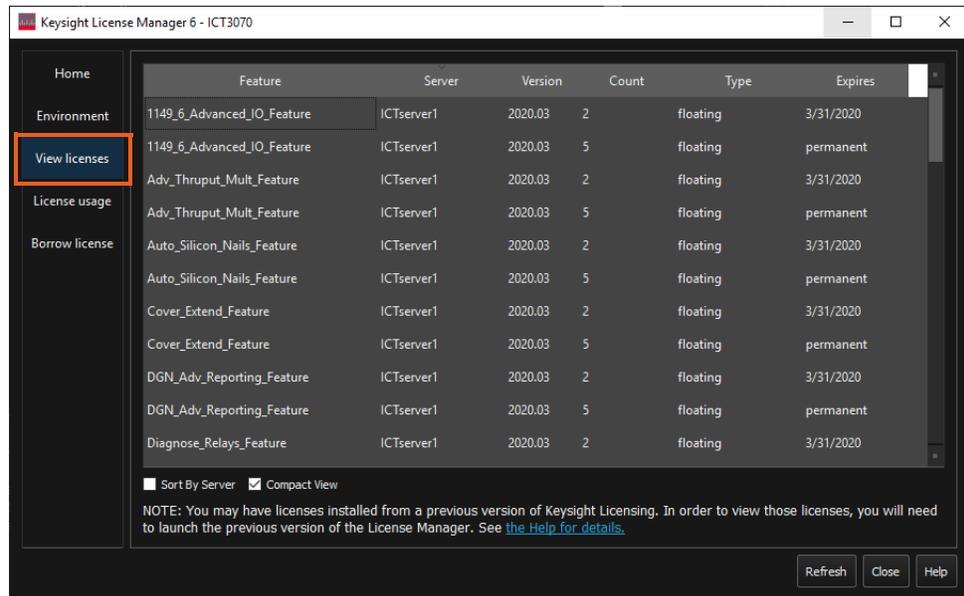 Keysight License Manager 6 - ICT3070
Home
Environment
View licenses
License usage
Borrow license
Feature Server Version Count Type Expires
1149_6_Advanced_IO_Feature ICTserver1 2020.03 2 floating 3/31/2020
1149_6_Advanced_IO_Feature ICTserver1 2020.03 5 floating permanent
Adv_Thruput_Mult_Feature ICTserver1 2020.03 2 floating 3/31/2020
Adv_Thruput_Mult_Feature ICTserver1 2020.03 5 floating permanent
Auto_Silicon_Nails_Feature ICTserver1 2020.03 2 floating 3/31/2020
Auto_Silicon_Nails_Feature ICTserver1 2020.03 5 floating permanent
Cover_Extend_Feature ICTserver1 2020.03 2 floating 3/31/2020
Cover_Extend_Feature ICTserver1 2020.03 5 floating permanent
DGN_Adv_Reporting_Feature ICTserver1 2020.03 2 floating 3/31/2020
DGN_Adv_Reporting_Feature ICTserver1 2020.03 5 floating permanent
Diagnose_Relays_Feature ICTserver1 2020.03 2 floating 3/31/2020
Sort By Server Compact View
NOTE: You may have licenses installed from a previous version of Keysight Licensing. In order to view those licenses, you will need
to launch the previous version of the License Manager. See the Help for details.
Refresh Close Help